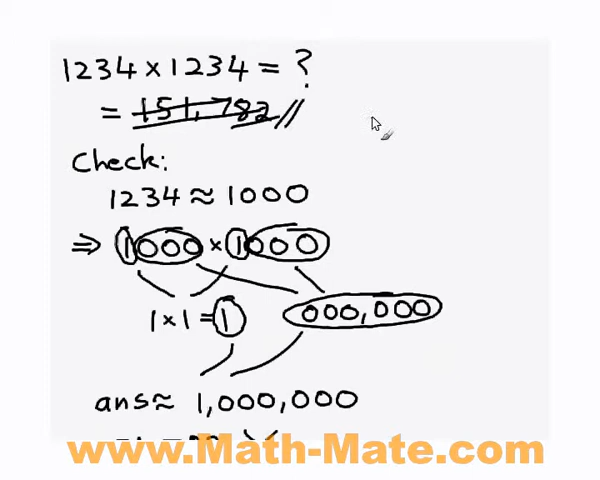 1234 × 1234 = ?
= 151,782 //
Check:
1234 ≈ 1000
⇒ 1000 × 1000
1 × 1 = 1 000,000
ans ≈ 1,000,000
www.Math-Mate.com